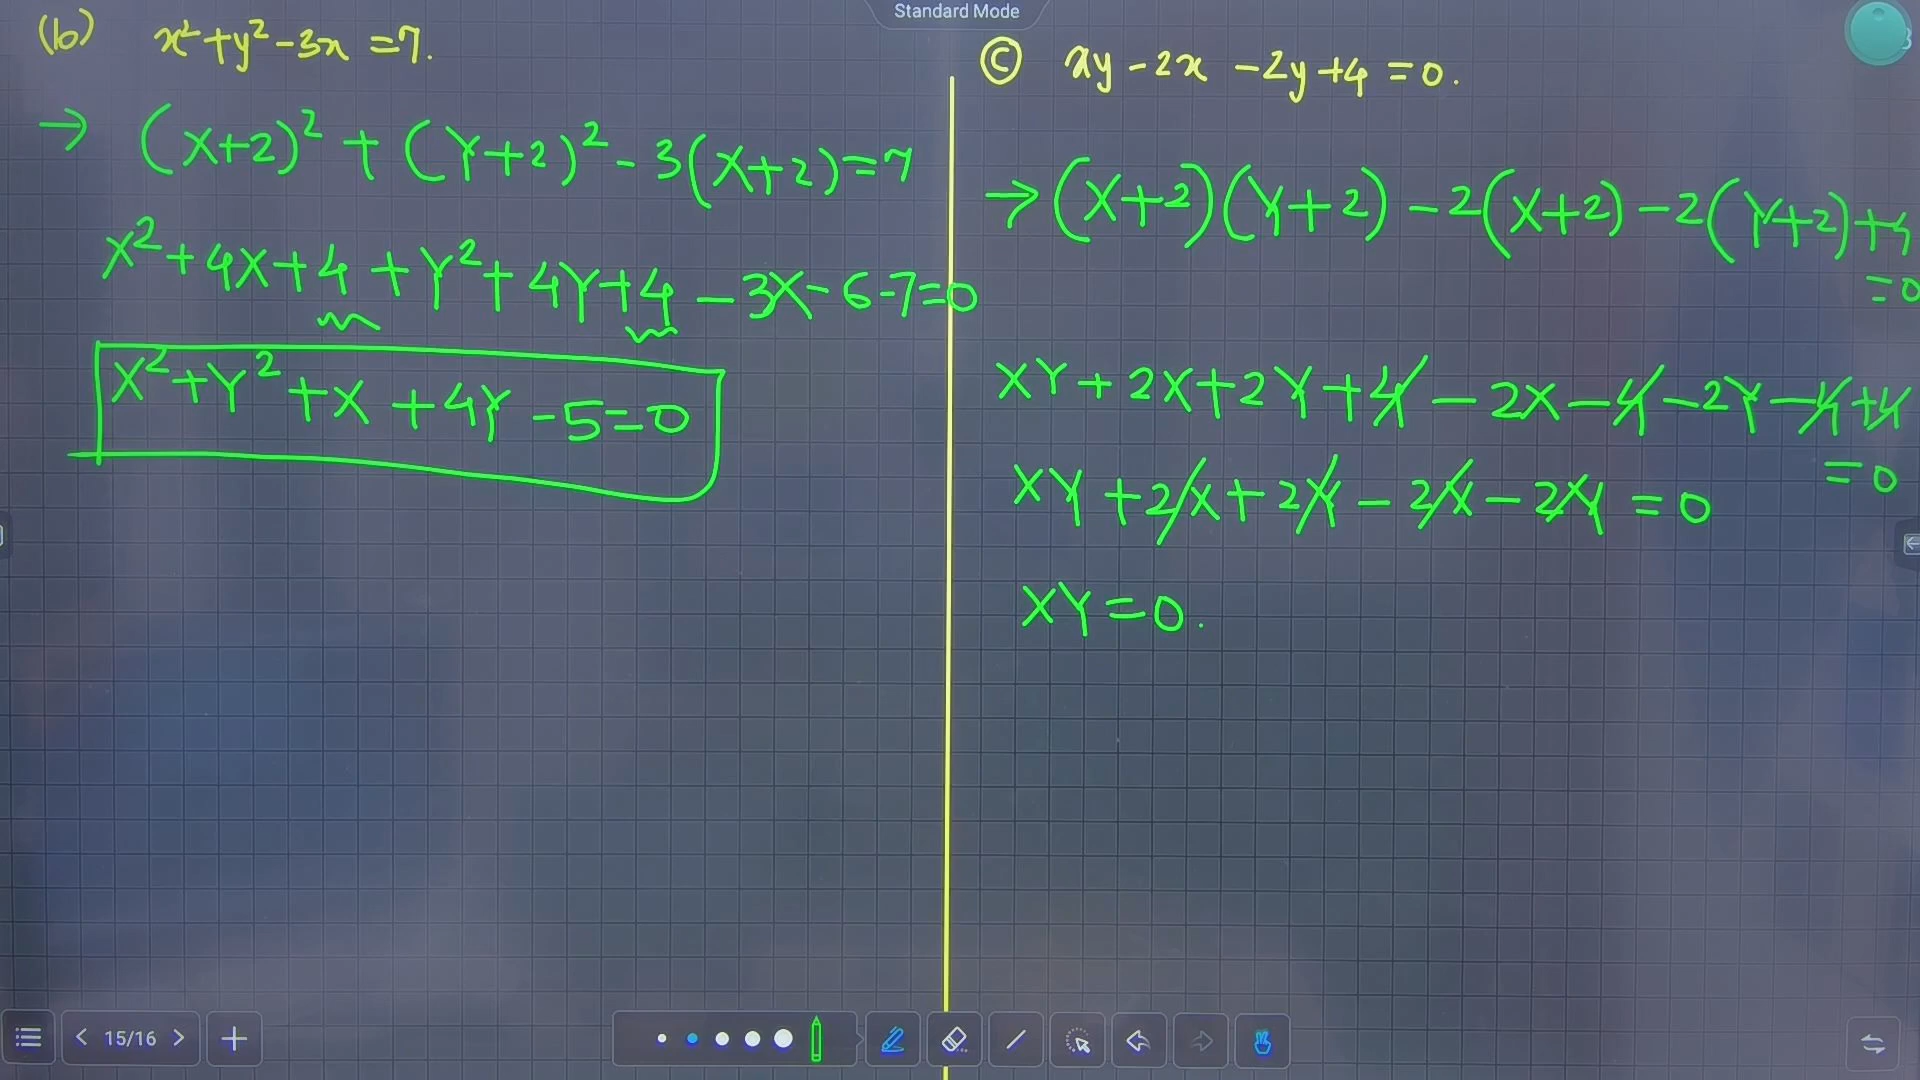 Standard Mode
(b) x²+y²-3x =7.
→ (X+2)² + (Y+2)² - 3(X+2)=7
X² + 4X + 4 + Y² + 4Y + 4 - 3X - 6 - 7 = 0
X² + Y² + X + 4Y - 5 = 0
© xy - 2x - 2y + 4 = 0.
→ (X+2)(Y+2) - 2(X+2) - 2(Y+2) + 4
= 0
XY + 2X + 2Y + 4 - 2X - 4 - 2Y - 4 + 4
= 0
XY + 2X + 2Y - 2X - 2Y = 0
XY = 0.
15/16